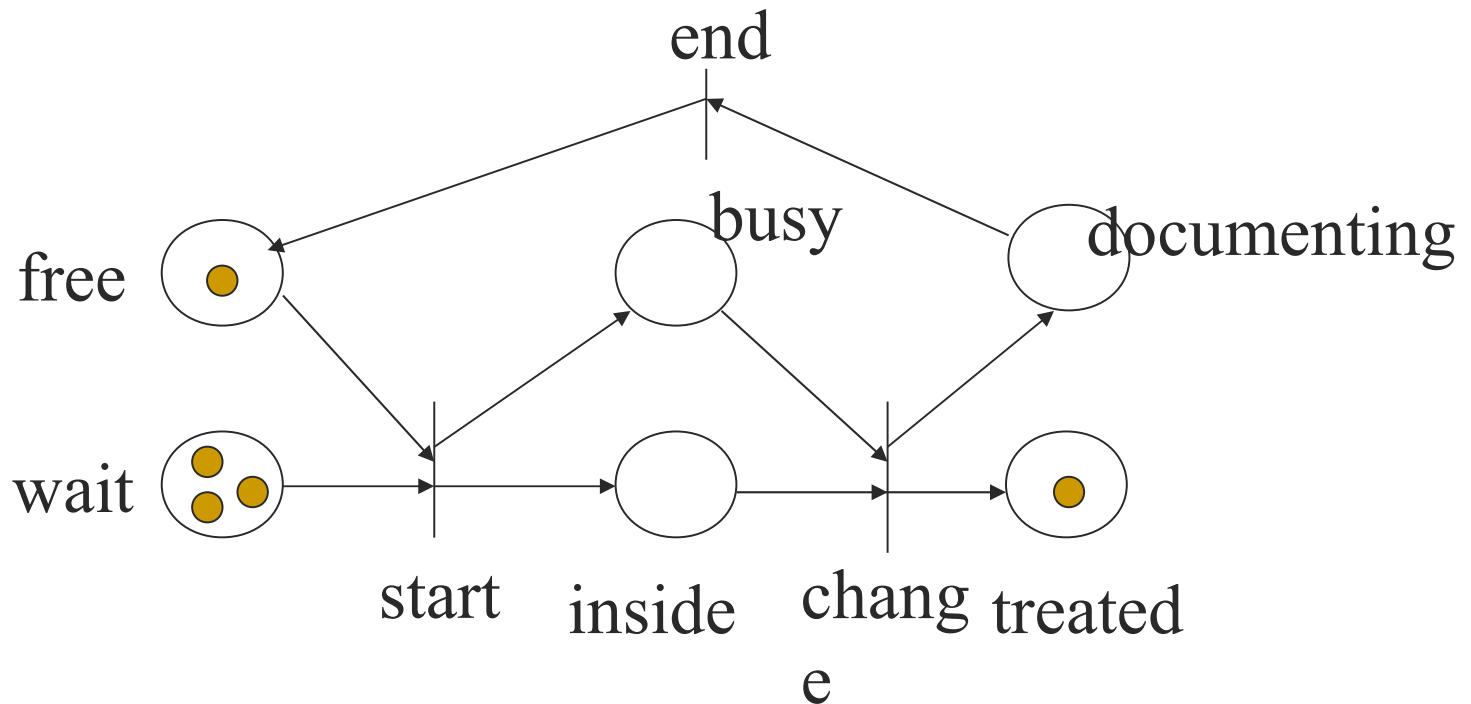 end
busy
documenting
free
wait
start
inside
chang
e
treated